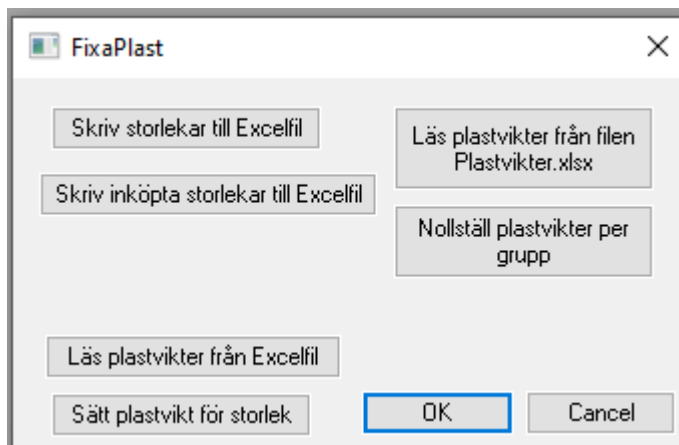 FixaPlast
Skriv storlekar till Excelfil
Läs plastvikter från filen
Plastvikter.xlsx
Skriv inköpta storlekar till Excelfil
Nollställ plastvikter per
grupp
Läs plastvikter från Excelfil
Sätt plastvikt för storlek
OK
Cancel